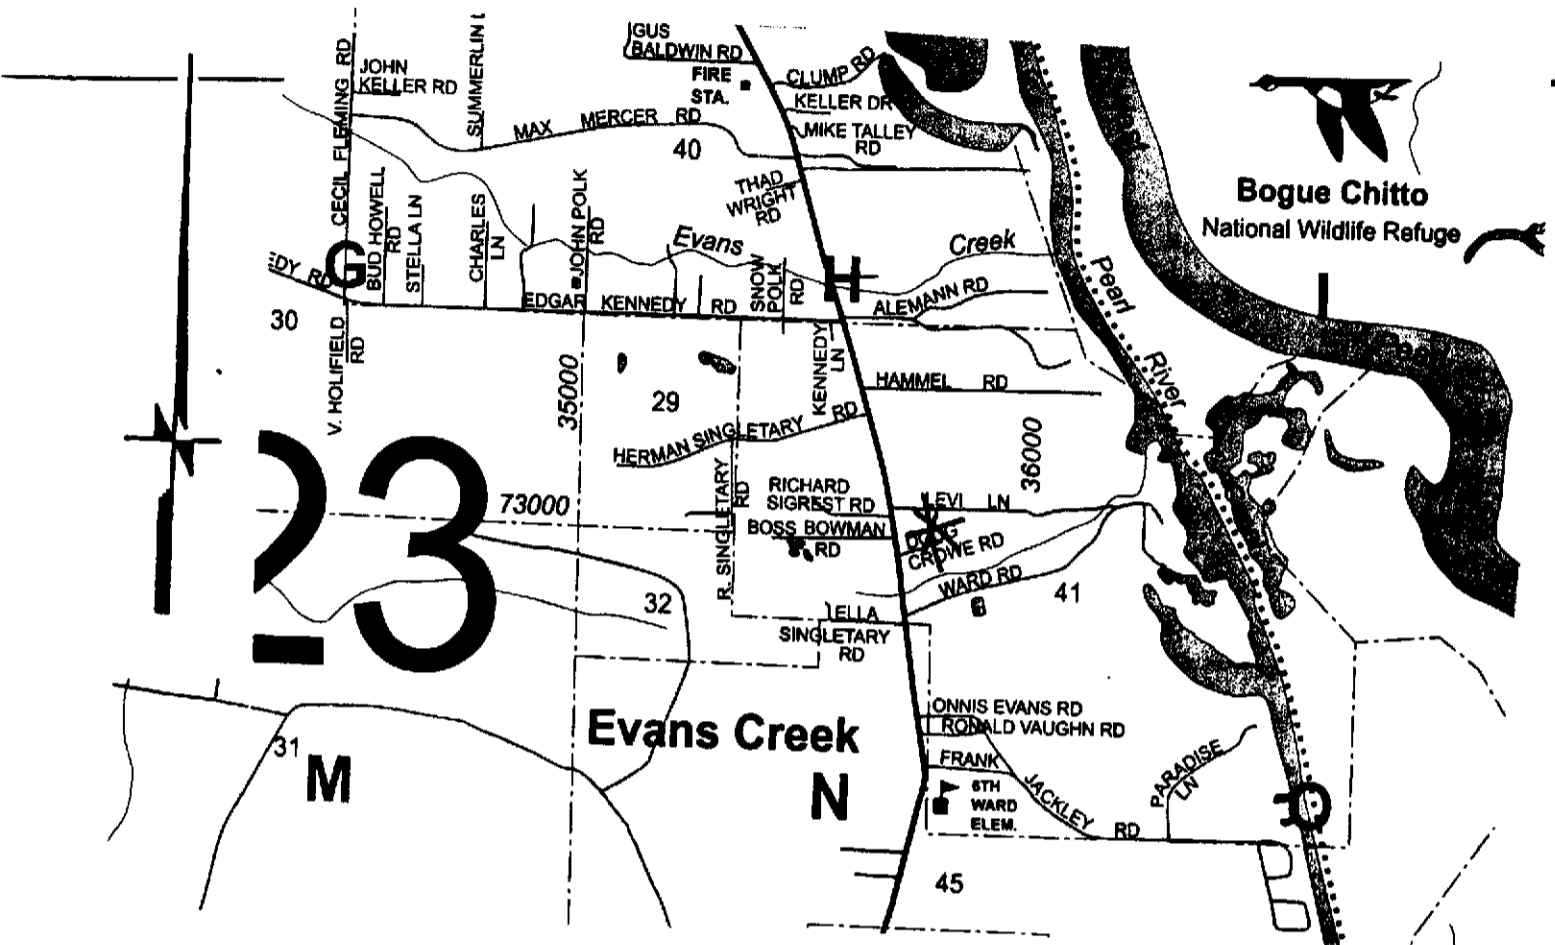 GUS
BALDWIN RD
FIRE
STA.
CLUMP RD
KELLER DR
MIKE TALLEY
RD
JOHN
KELLER RD
CECIL FLEMING RD
MAX MERCER RD
40
THAD
WRIGHT
RD
Bogue Chitto
National Wildlife Refuge
BUD HOWELL
RD
STELLA LN
CHARLES
LN
JOHN POLK
RD
Evans
Creek
G
H
SNOW
POLK
RD
EDGAR KENNEDY RD
ALEMANN RD
Pearl
River
30
V. HOLIFIELD
RD
35000
29
KENNEDY
LN
HAMMEL RD
HERMAN SINGLETARY RD
36000
23
73000
R. SINGLETARY
RD
RICHARD
SIGREST RD
LEVI LN
BOSS BOWMAN
RD
DOUG
CROWE RD
WARD RD
41
32
ELLA
SINGLETARY
RD
31
M
Evans Creek
N
ONNIS EVANS RD
RONALD VAUGHN RD
FRANK JACKLEY RD
6TH
WARD
ELEM.
PARADISE
LN
45